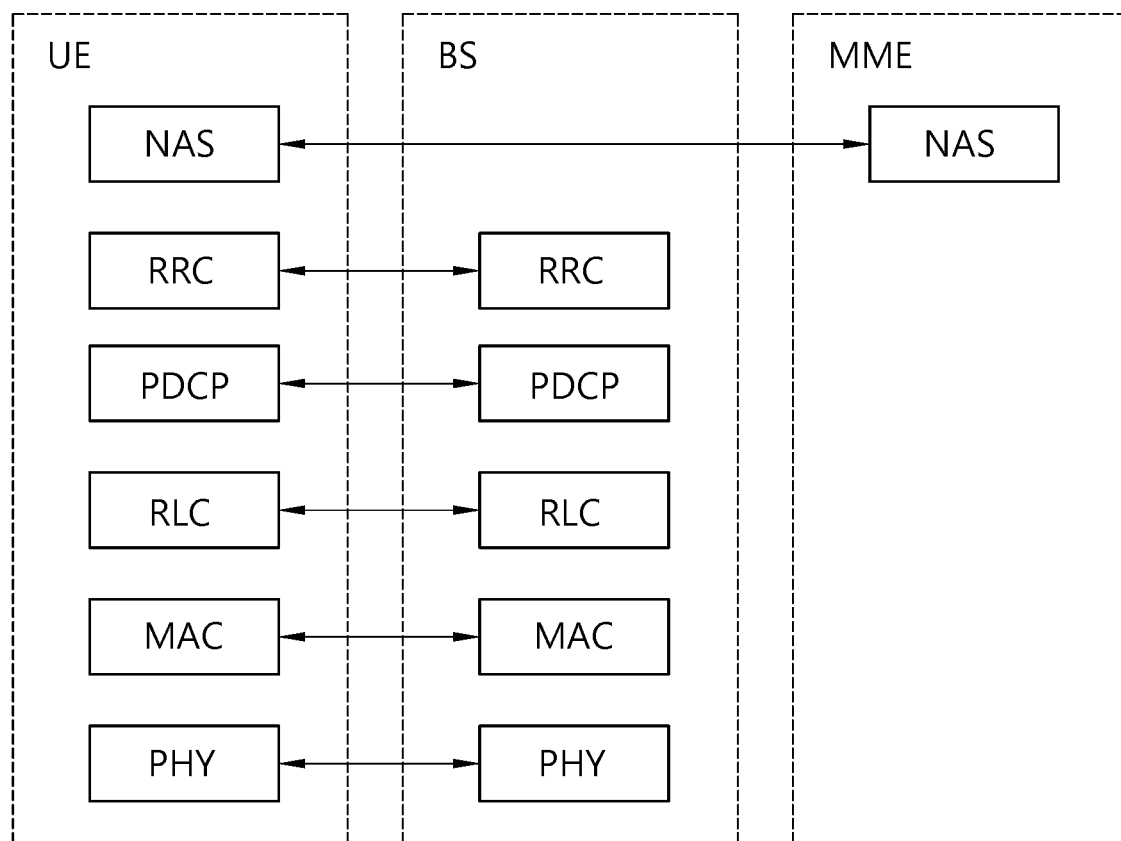 UE BS MME
NAS NAS
RRC RRC
PDCP PDCP
RLC RLC
MAC MAC
PHY PHY